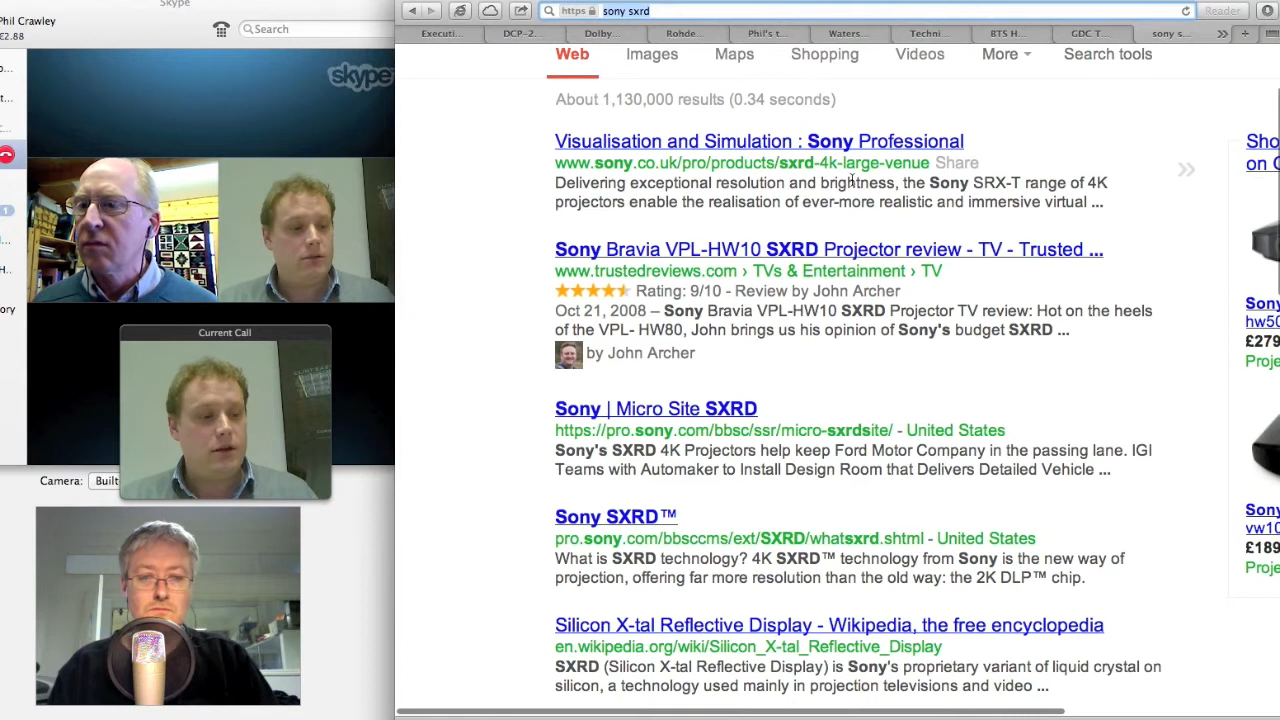 Skype
Phil Crawley
£2.88
Search
skype
Current Call
Camera:
Built
https
sony sxrd
Reader
Executi...
DCP-2...
Dolby...
Rohde...
Phil's t...
Waters...
Techni...
BTS H...
GDC T...
sony s...
Web
Images
Maps
Shopping
Videos
More
Search tools
About 1,130,000 results (0.34 seconds)
Visualisation and Simulation : Sony Professional
www.sony.co.uk/pro/products/sxrd-4k-large-venue Share
Delivering exceptional resolution and brightness, the Sony SRX-T range of 4K
projectors enable the realisation of ever-more realistic and immersive virtual ...
Sony Bravia VPL-HW10 SXRD Projector review - TV - Trusted ...
www.trustedreviews.com › TVs & Entertainment › TV
Rating: 9/10 - Review by John Archer
Oct 21, 2008 – Sony Bravia VPL-HW10 SXRD Projector TV review: Hot on the heels
of the VPL- HW80, John brings us his opinion of Sony's budget SXRD ...
by John Archer
Sony | Micro Site SXRD
https://pro.sony.com/bbsc/ssr/micro-sxrdsite/ - United States
Sony's SXRD 4K Projectors help keep Ford Motor Company in the passing lane. IGI
Teams with Automaker to Install Design Room that Delivers Detailed Vehicle ...
Sony SXRD™
pro.sony.com/bbsccms/ext/SXRD/whatsxrd.shtml - United States
What is SXRD technology? 4K SXRD™ technology from Sony is the new way of
projection, offering far more resolution than the old way: the 2K DLP™ chip.
Silicon X-tal Reflective Display - Wikipedia, the free encyclopedia
en.wikipedia.org/wiki/Silicon_X-tal_Reflective_Display
SXRD (Silicon X-tal Reflective Display) is Sony's proprietary variant of liquid crystal on
silicon, a technology used mainly in projection televisions and video ...
Sho
on
Sony
hw50
£279
Proje
Sony
vw10
£189
Proje